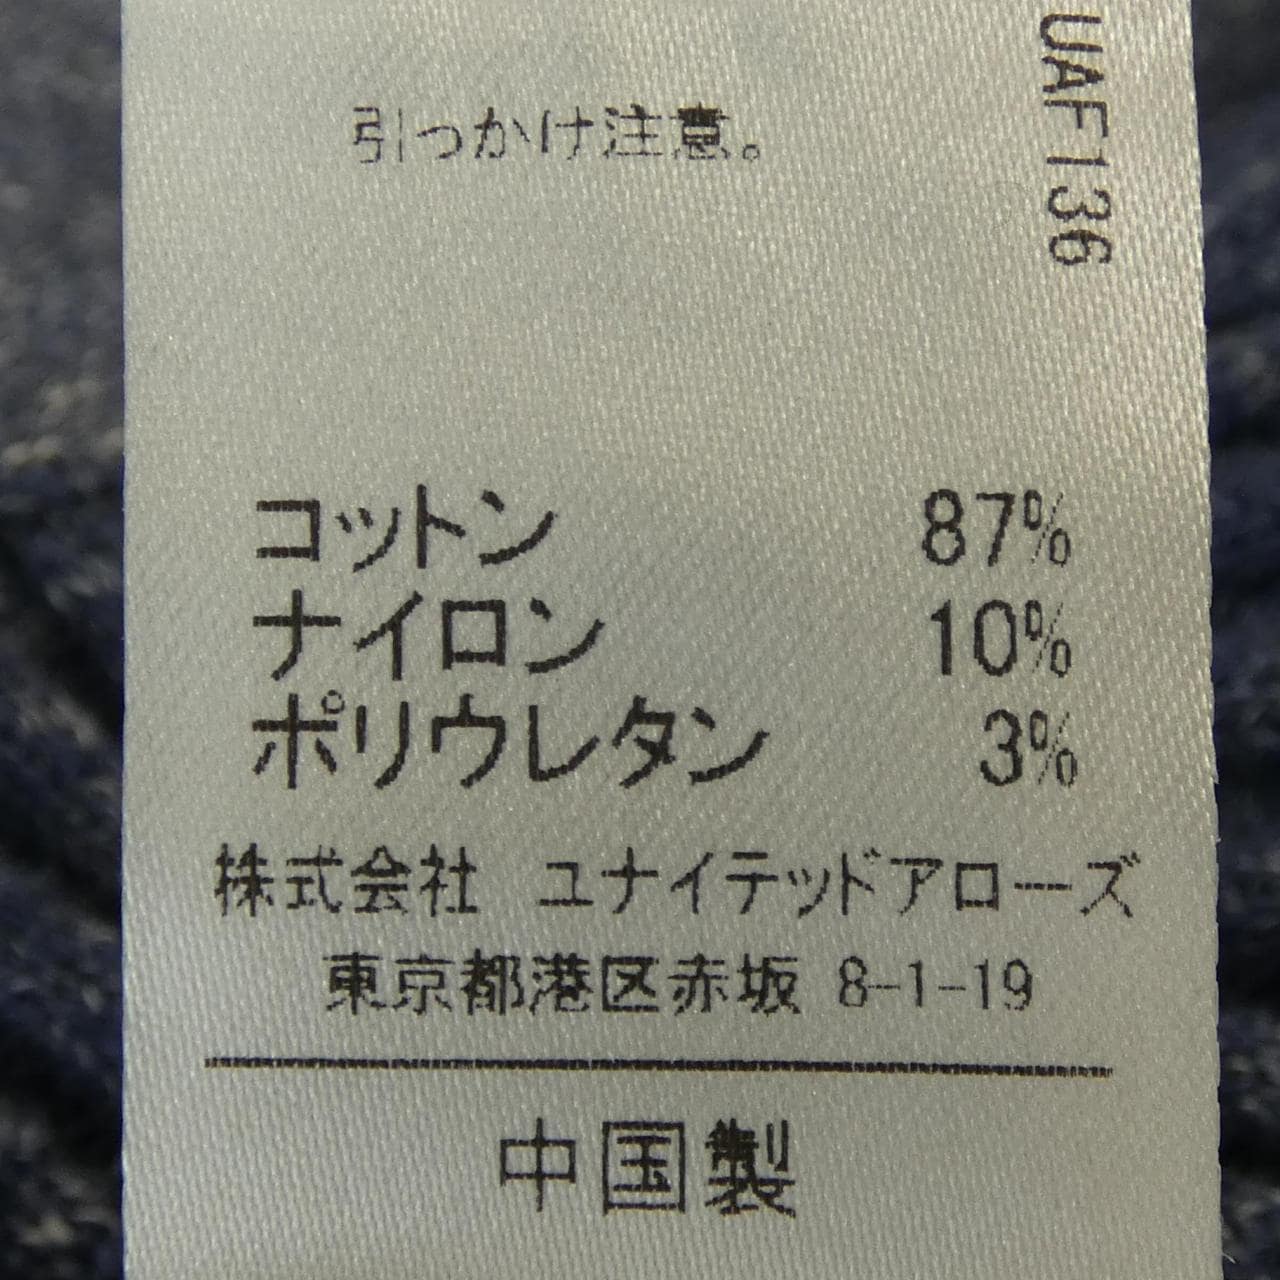 引っかけ注意。
UAF136
コットン 87%
ナイロン 10%
ポリウレタン 3%
株式会社 ユナイテッドアローズ
東京都港区赤坂 8-1-19
中国製